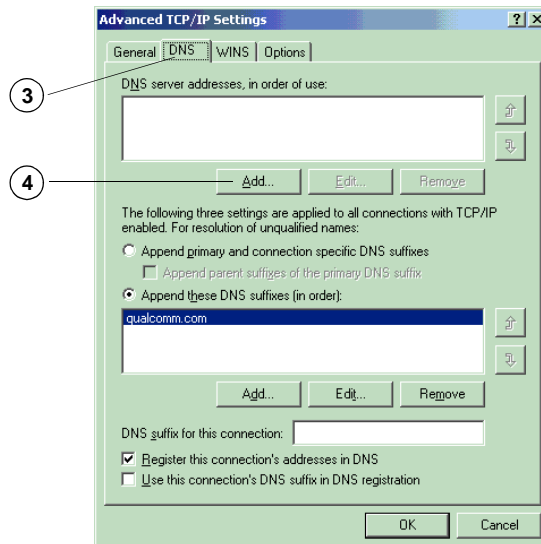 Advanced TCP/IP Settings
General DNS WINS Options
3
DNS server addresses, in order of use:
4
Add... Edit... Remove
The following three settings are applied to all connections with TCP/IP
enabled. For resolution of unqualified names:
Append primary and connection specific DNS suffixes
Append parent suffixes of the primary DNS suffix
Append these DNS suffixes (in order):
qualcomm.com
Add... Edit... Remove
DNS suffix for this connection:
Register this connection's addresses in DNS
Use this connection's DNS suffix in DNS registration
OK Cancel